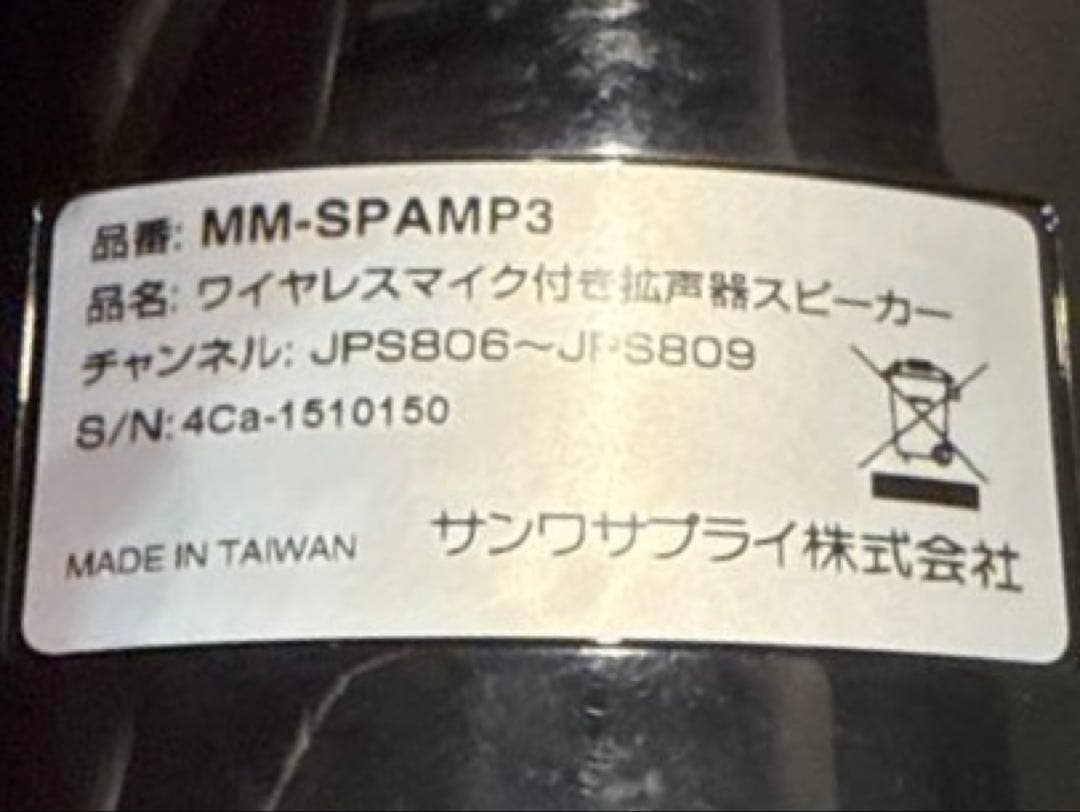 品番: MM-SPAMP3
品名: ワイヤレスマイク付き拡声器スピーカー
チャンネル: JPS806～JPS809
S/N: 4Ca-1510150
MADE IN TAIWAN
サンワサプライ株式会社